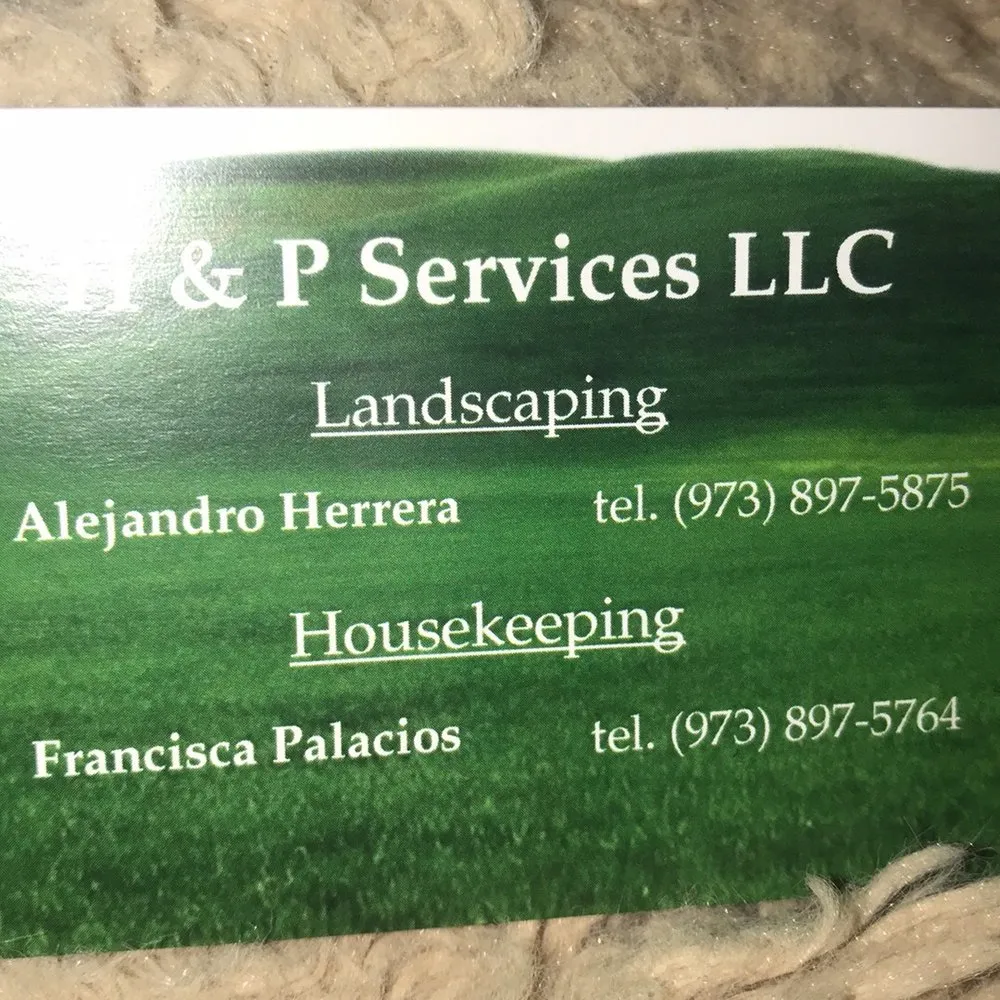 H & P Services LLC
Landscaping
Alejandro Herrera tel. (973) 897-5875
Housekeeping
Francisca Palacios tel. (973) 897-5764